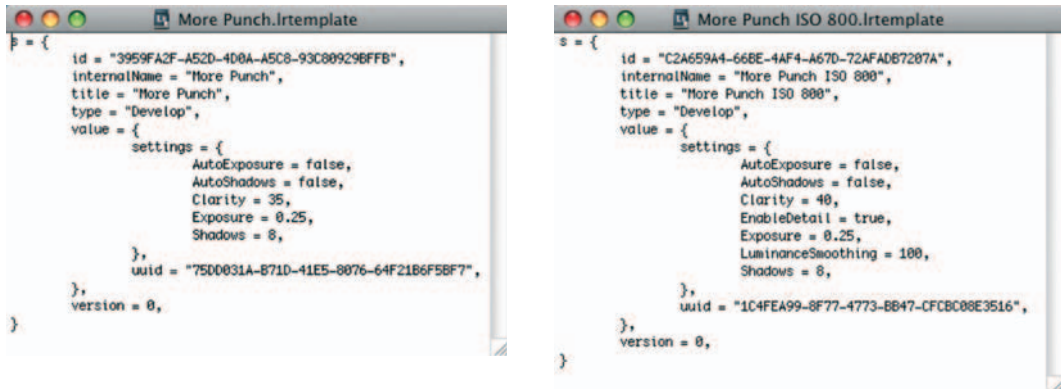 More Punch.lrtemplate
s = {
id = "3959FA2F-A52D-4D0A-A5C8-93C80929BFFB",
internalName = "More Punch",
title = "More Punch",
type = "Develop",
value = {
settings = {
AutoExposure = false,
AutoShadows = false,
Clarity = 35,
Exposure = 0.25,
Shadows = 8,
},
uuid = "75DD031A-B71D-41E5-8076-64F21B6F5BF7",
},
version = 0,
}
More Punch ISO 800.lrtemplate
s = {
id = "C2A659A4-66BE-4AF4-A67D-72AFADB7207A",
internalName = "More Punch ISO 800",
title = "More Punch ISO 800",
type = "Develop",
value = {
settings = {
AutoExposure = false,
AutoShadows = false,
Clarity = 40,
EnableDetail = true,
Exposure = 0.25,
LuminanceSmoothing = 100,
Shadows = 8,
},
uuid = "1C4FEA99-8F77-4773-BB47-CFCBC08E3516",
},
version = 0,
}